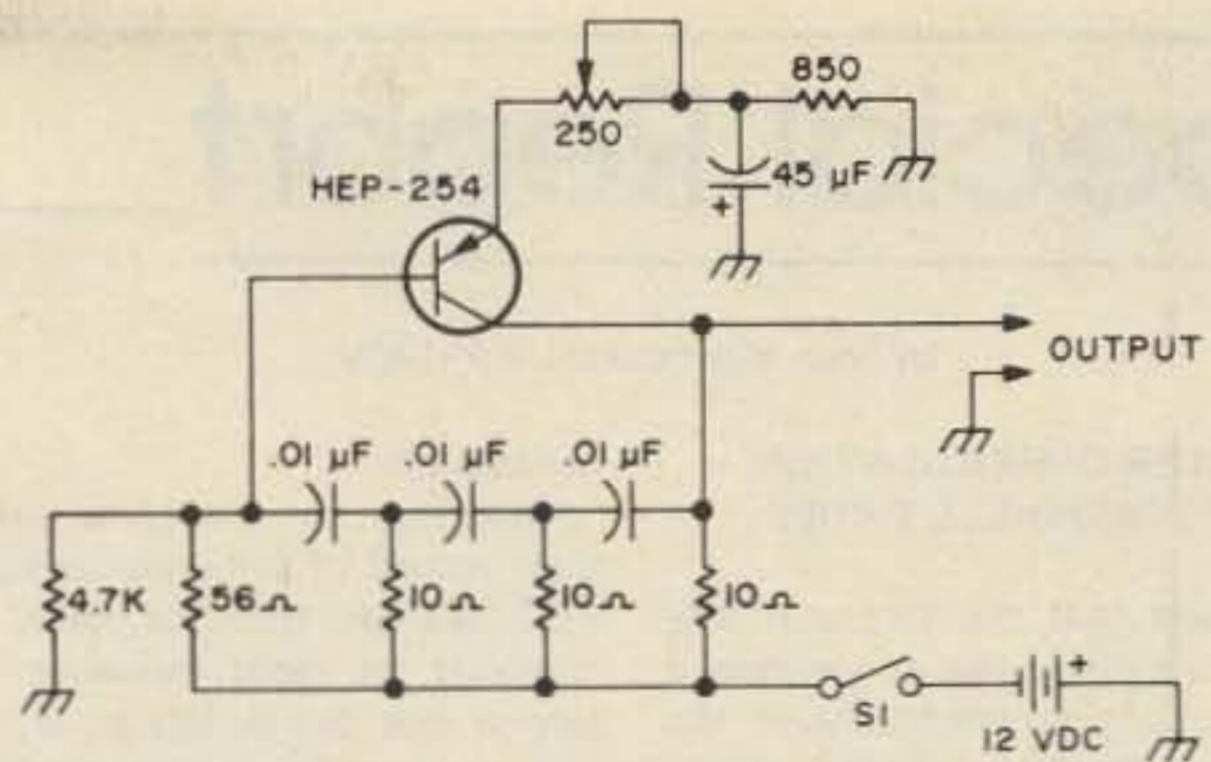 850
250
45 µF
+
HEP-254
OUTPUT
.01 µF .01 µF .01 µF
4.7K 56Ω 10Ω 10Ω 10Ω
+
S1
12 VDC